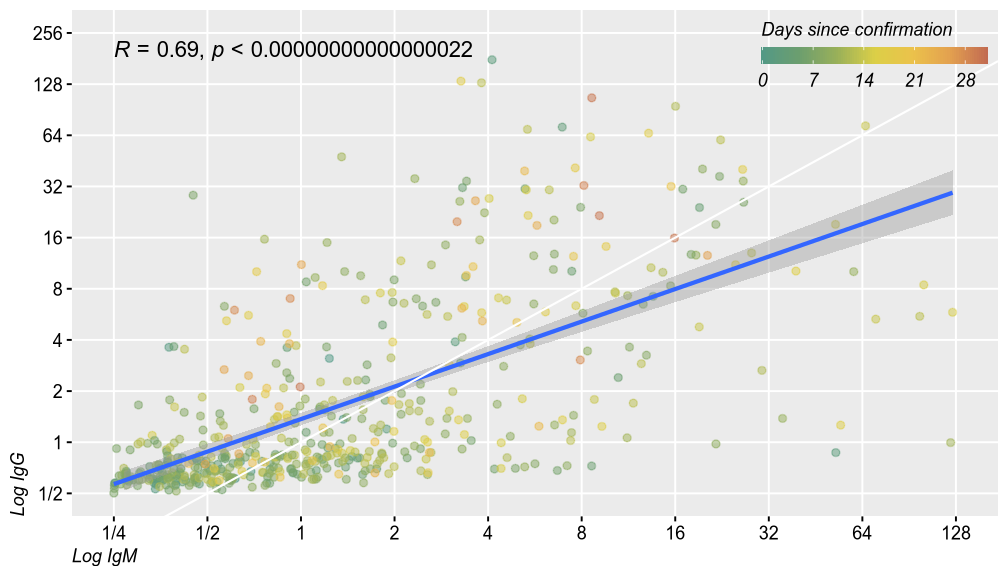 Days since confirmation
0 7 14 21 28
R = 0.69, p < 0.00000000000000022
256
128
64
32
16
8
4
2
1
1/2
Log IgG
1/4 1/2 1 2 4 8 16 32 64 128
Log IgM